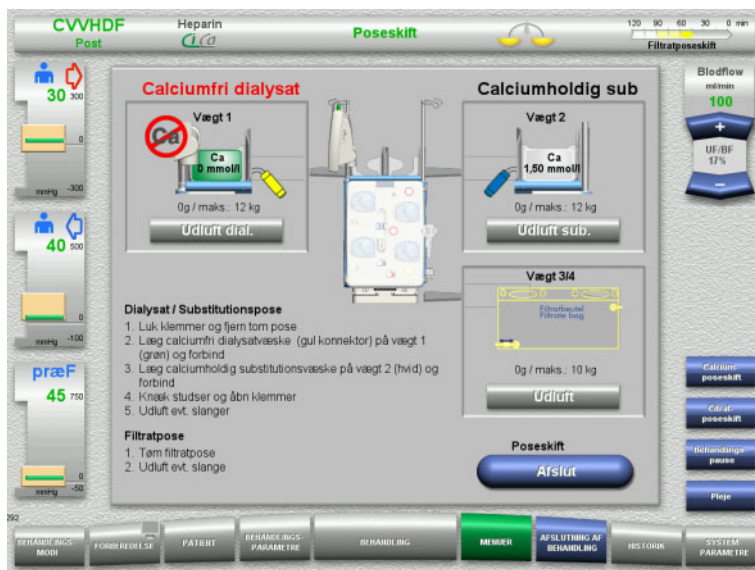 CVVHDF
Post
Heparin
CiCa
Poseskift
120 90 60 30 0 min
Filtratposeskift
30 300
0
mmHg -300
40 500
0
mmHg -100
præF
45 750
0
mmHg -50
Calciumfri dialysat
Vægt 1
Ca
Ca
0 mmol/l
0g / maks.: 12 kg
Udluft dial.
Calciumholdig sub
Vægt 2
Ca
1,50 mmol/l
0g / maks.: 12 kg
Udluft sub.
Vægt 3/4
Filtratbeutel
Filtrate bag
0g / maks.: 10 kg
Udluft
Dialysat / Substitutionspose
1. Luk klemmer og fjern tom pose
2. Læg calciumfri dialysatvæske (gul konnektor) på vægt 1
(grøn) og forbind
3. Læg calciumholdig substitutionsvæske på vægt 2 (hvid) og
forbind
4. Knæk studser og åbn klemmer
5. Udluft evt. slanger
Filtratpose
1. Tøm filtratpose
2. Udluft evt. slange
Poseskift
Afslut
Blodflow
ml/min
100
+
UF/BF
17%
–
Calcium-
poseskift
Citrat-
poseskift
Behandlings-
pause
Pleje
292
BEHANDLINGS-
MODI
FORBEREDELSE
PATIENT
BEHANDLINGS-
PARAMETRE
BEHANDLING
MENUER
AFSLUTNING AF
BEHANDLING
HISTORIK
SYSTEM
PARAMETRE